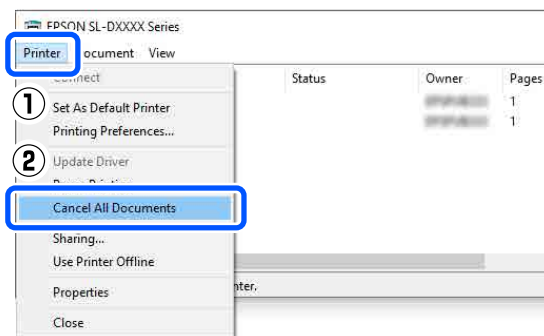 EPSON SL-DXXXX Series
Printer ocument View
Connect
Status Owner Pages
1 Set As Default Printer
1
1
Printing Preferences...
2 Update Driver
Cancel All Documents
Sharing...
Use Printer Offline
nter.
Properties
Close